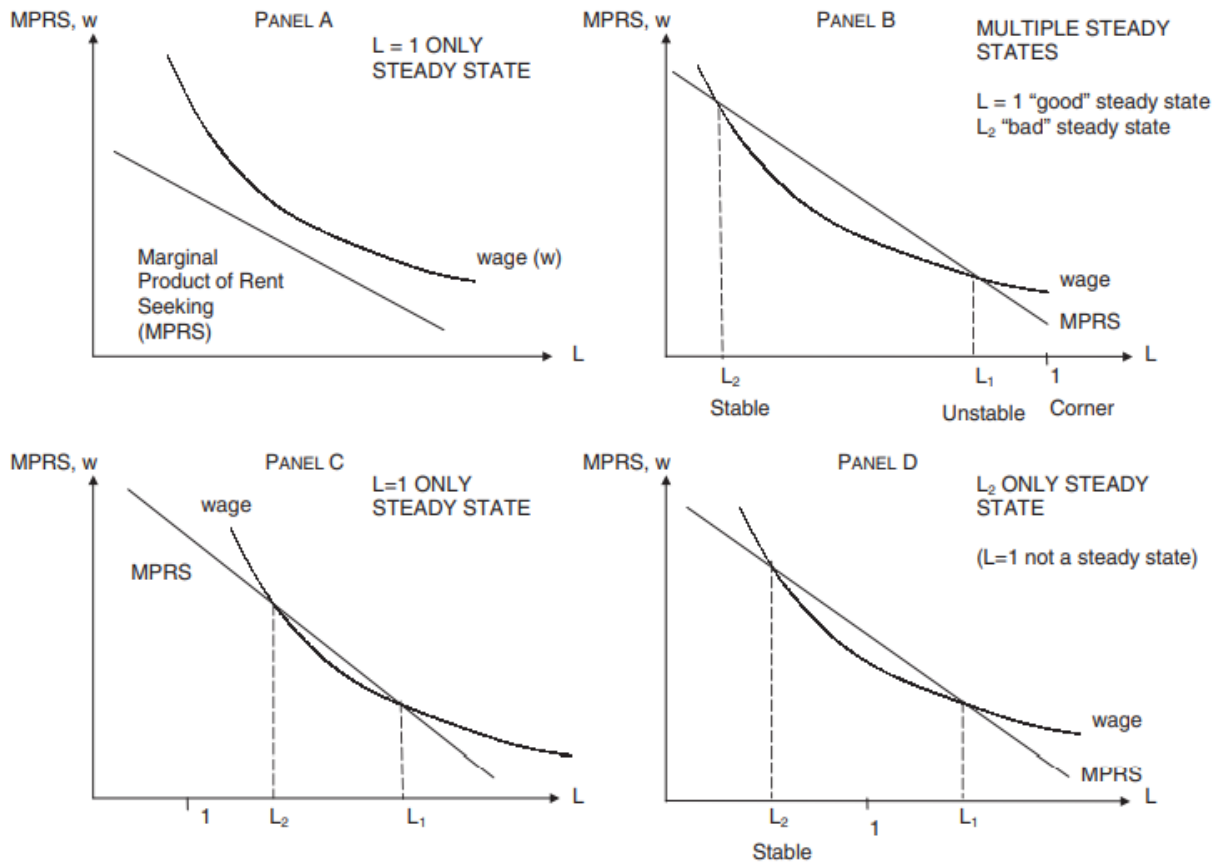 MPRS, w
PANEL A
L = 1 ONLY
STEADY STATE
Marginal
Product of Rent
Seeking
(MPRS)
wage (w)
L
MPRS, w
PANEL B
MULTIPLE STEADY
STATES
L = 1 “good” steady state
L₂ “bad” steady state
wage
MPRS
L
L₂
L₁
1
Stable
Unstable
Corner
MPRS, w
PANEL C
L=1 ONLY
STEADY STATE
wage
MPRS
L
1
L₂
L₁
MPRS, w
PANEL D
L₂ ONLY STEADY
STATE
(L=1 not a steady state)
wage
MPRS
L
L₂
1
L₁
Stable